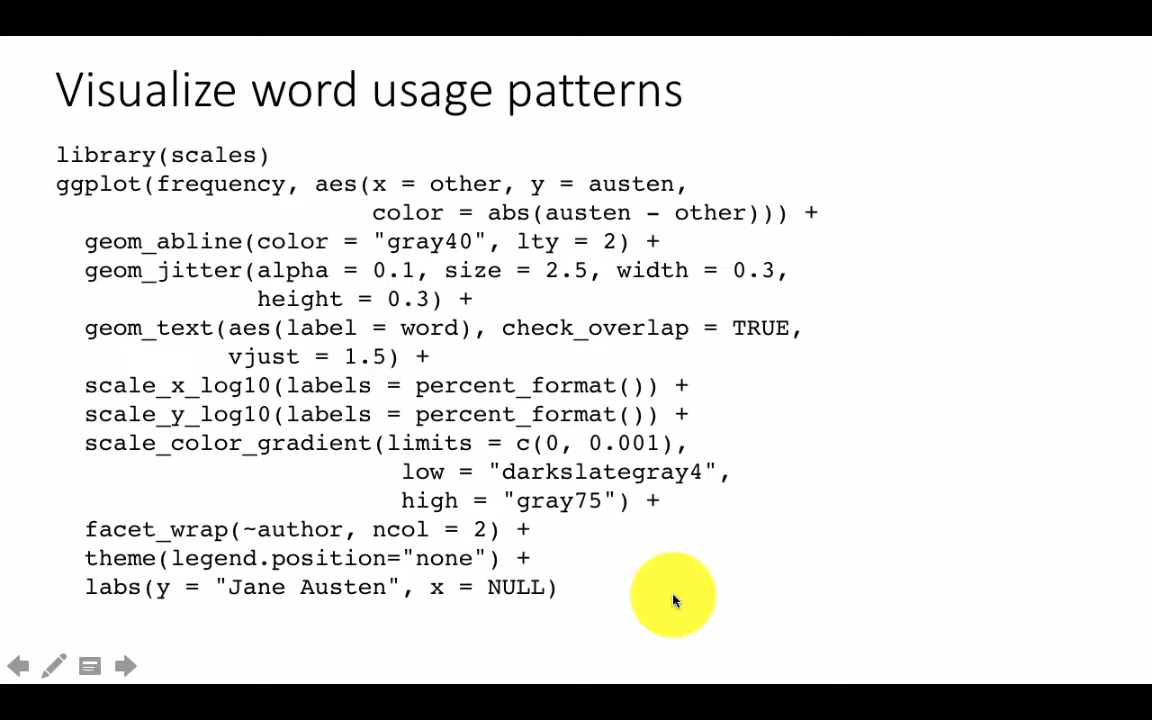 Visualize word usage patterns
library(scales)
ggplot(frequency, aes(x = other, y = austen,
color = abs(austen - other))) +
geom_abline(color = "gray40", lty = 2) +
geom_jitter(alpha = 0.1, size = 2.5, width = 0.3,
height = 0.3) +
geom_text(aes(label = word), check_overlap = TRUE,
vjust = 1.5) +
scale_x_log10(labels = percent_format()) +
scale_y_log10(labels = percent_format()) +
scale_color_gradient(limits = c(0, 0.001),
low = "darkslategray4",
high = "gray75") +
facet_wrap(~author, ncol = 2) +
theme(legend.position="none") +
labs(y = "Jane Austen", x = NULL)